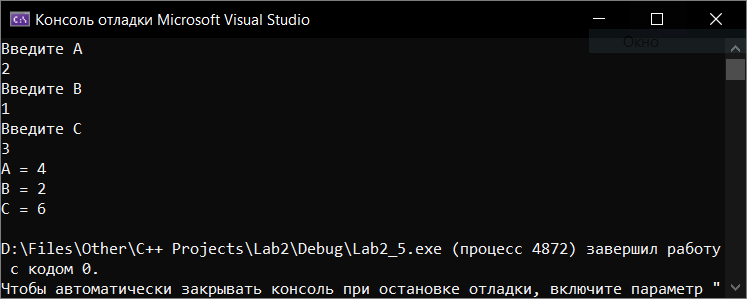 Консоль отладки Microsoft Visual Studio
Окно
Введите A
2
Введите B
1
Введите C
3
A = 4
B = 2
C = 6
D:\Files\Other\C++ Projects\Lab2\Debug\Lab2_5.exe (процесс 4872) завершил работу
с кодом 0.
Чтобы автоматически закрывать консоль при остановке отладки, включите параметр "